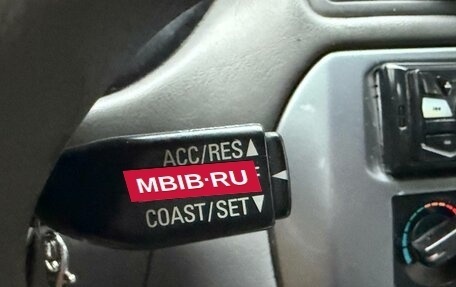 ACC/RES▲
MBIB·RU F ◄
COAST/SET▼